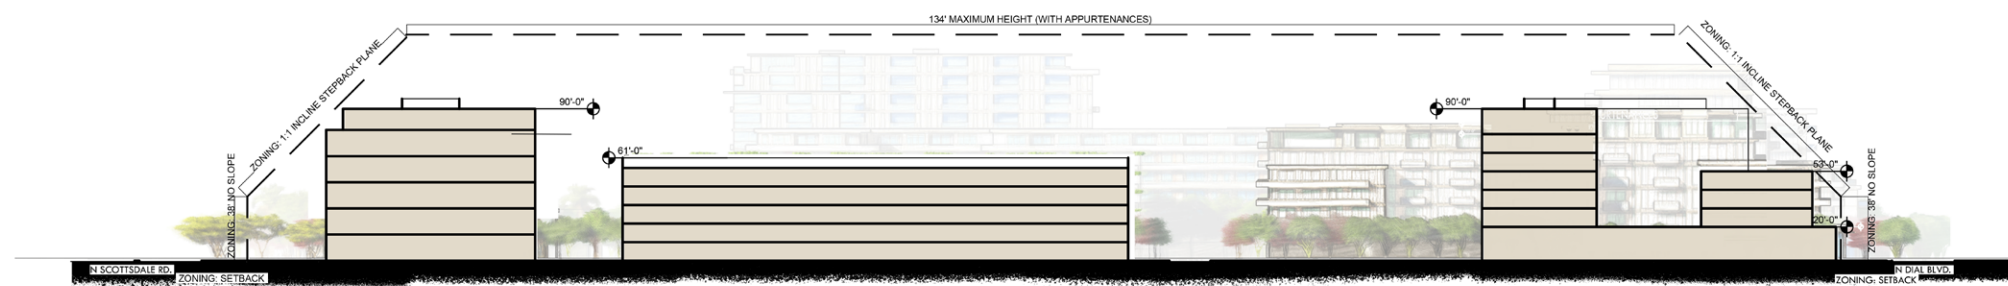 134' MAXIMUM HEIGHT (WITH APPURTENANCES)
ZONING: 1:1 INCLINE STEPBACK PLANE
ZONING: 1:1 INCLINE STEPBACK PLANE
90'-0"
90'-0"
61'-0"
53'-0"
20'-0"
ZONING: 38' NO SLOPE
ZONING: 38' NO SLOPE
N SCOTTSDALE RD.
ZONING: SETBACK
N DIAL BLVD.
ZONING: SETBACK